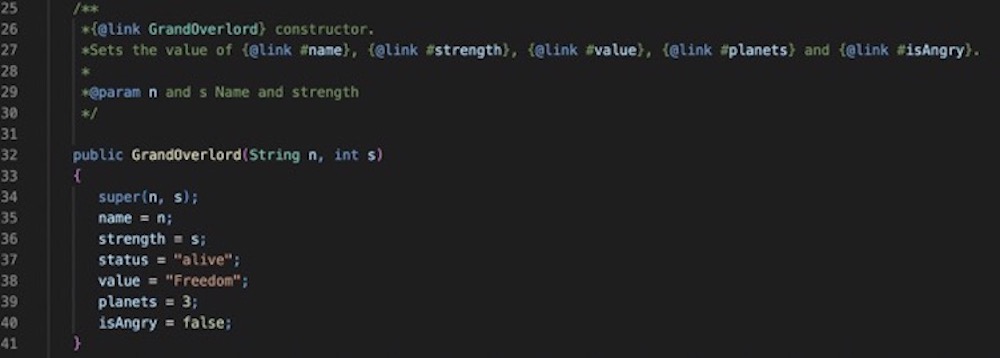 25 /**
26 *{@link GrandOverlord} constructor.
27 *Sets the value of {@link #name}, {@link #strength}, {@link #value}, {@link #planets} and {@link #isAngry}.
28 *
29 *@param n and s Name and strength
30 */
31
32 public GrandOverlord(String n, int s)
33 {
34 super(n, s);
35 name = n;
36 strength = s;
37 status = "alive";
38 value = "Freedom";
39 planets = 3;
40 isAngry = false;
41 }